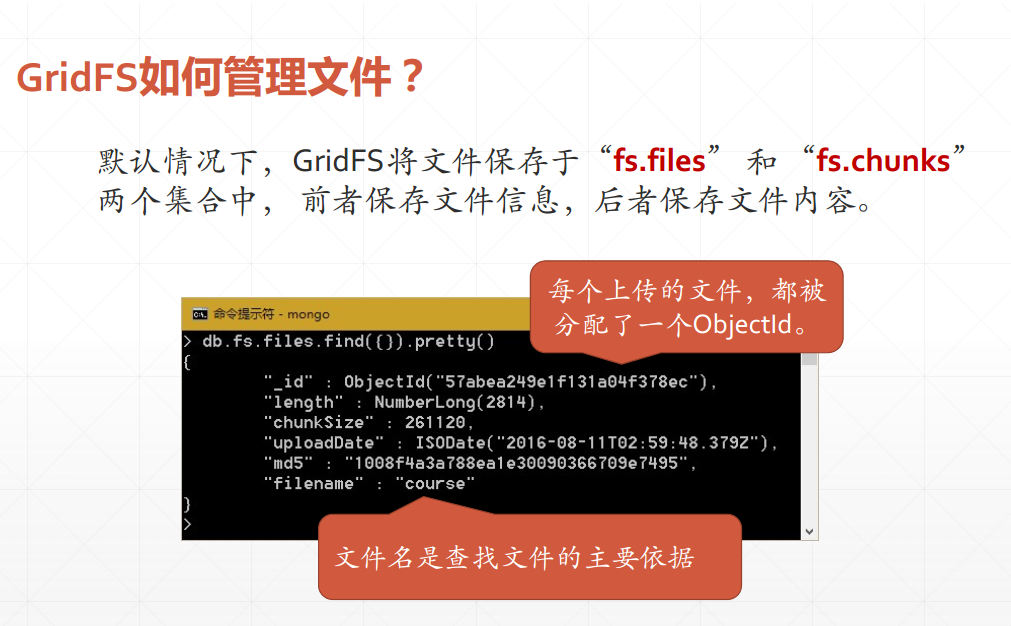 GridFS如何管理文件？
默认情况下，GridFS将文件保存于“fs.files” 和 “fs.chunks”
两个集合中， 前者保存文件信息，后者保存文件内容。
每个上传的文件，都被
分配了一个ObjectId。
命令提示符 - mongo
> db.fs.files.find({}).pretty()
{
"_id" : ObjectId("57abea249e1f131a04f378ec"),
"length" : NumberLong(2814),
"chunkSize" : 261120,
"uploadDate" : ISODate("2016-08-11T02:59:48.379Z"),
"md5" : "1008f4a3a788ea1e30090366709e7495",
"filename" : "course"
}
>
文件名是查找文件的主要依据